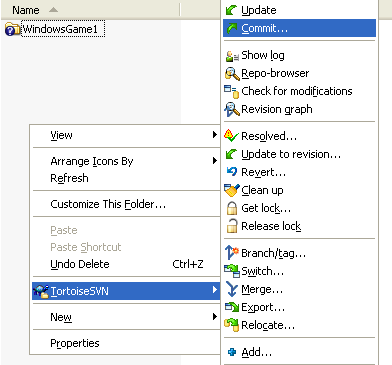 Name
WindowsGame1
View
Arrange Icons By
Refresh
Customize This Folder...
Paste
Paste Shortcut
Undo Delete Ctrl+Z
TortoiseSVN
New
Properties
Update
Commit...
Show log
Repo-browser
Check for modifications
Revision graph
Resolved...
Update to revision...
Revert...
Clean up
Get lock...
Release lock
Branch/tag...
Switch...
Merge...
Export...
Relocate...
Add...